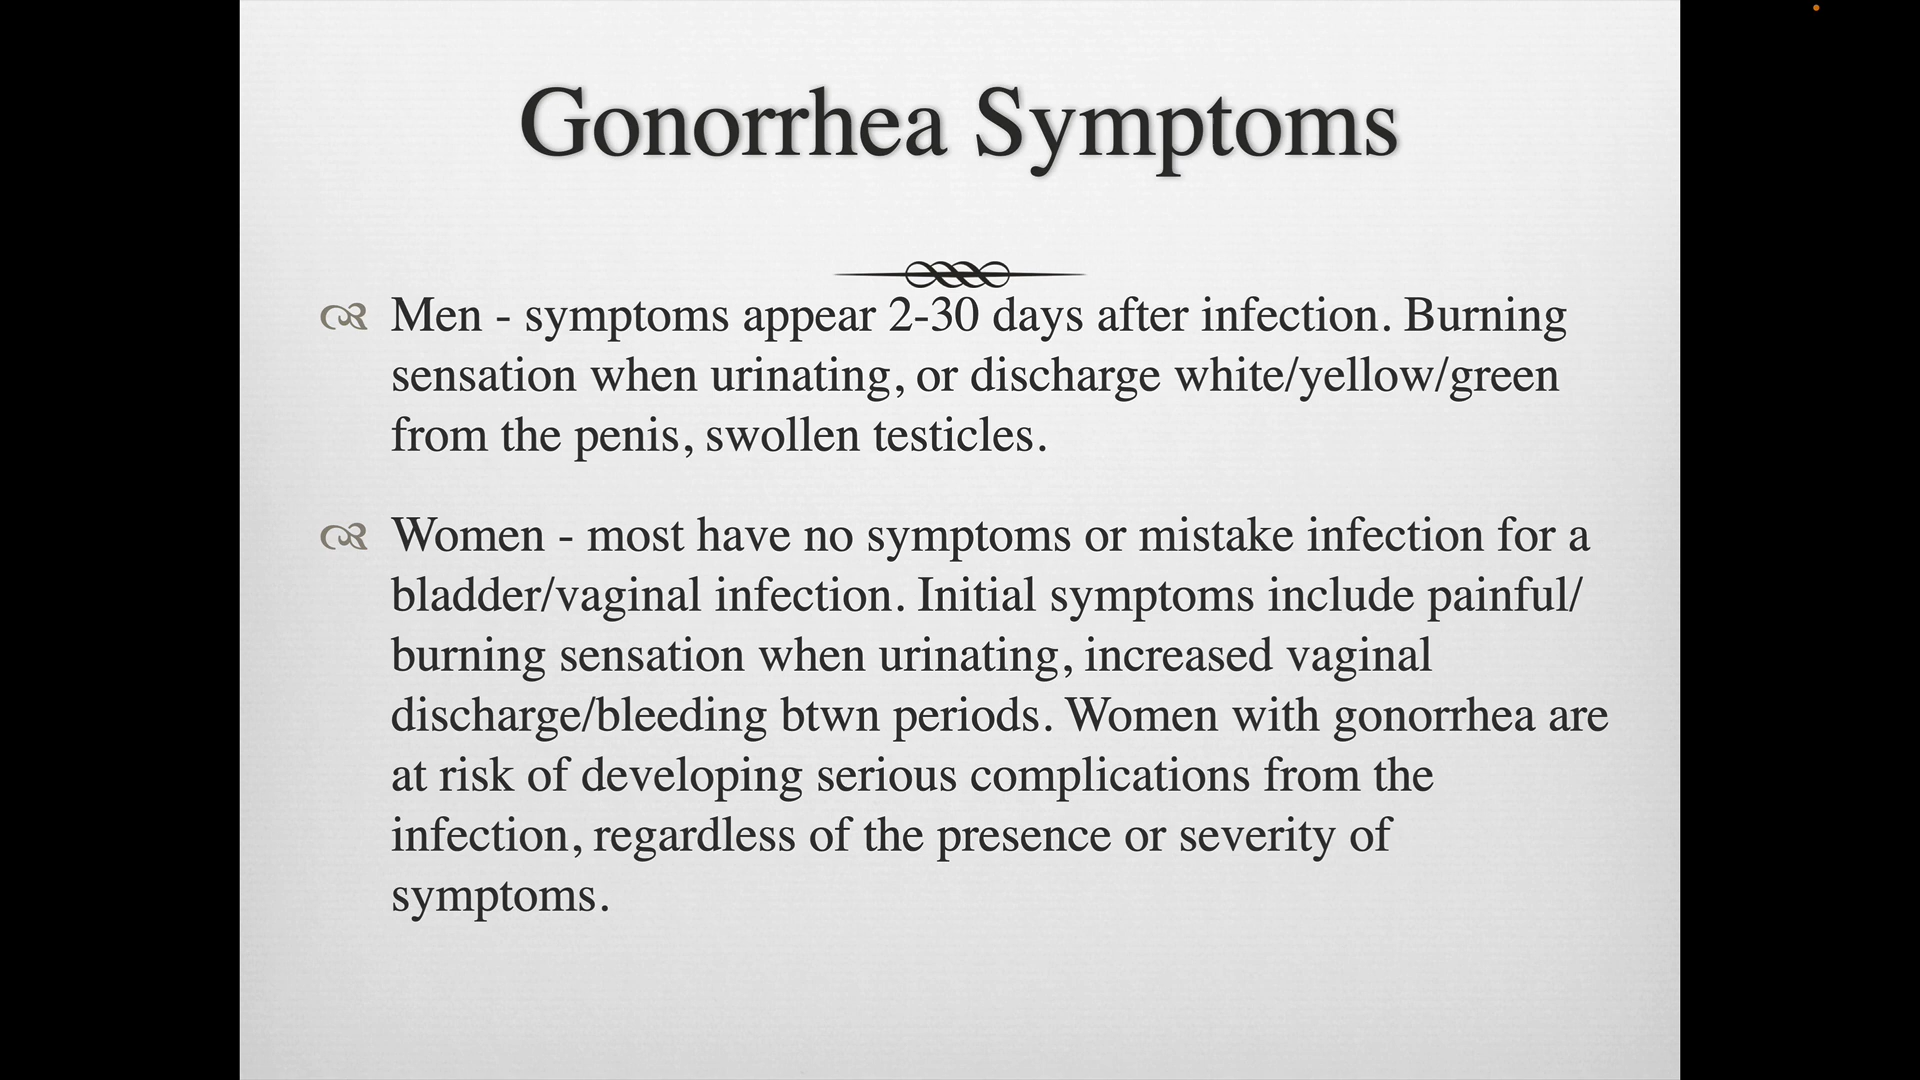 Gonorrhea Symptoms
Men - symptoms appear 2-30 days after infection. Burning
sensation when urinating, or discharge white/yellow/green
from the penis, swollen testicles.
Women - most have no symptoms or mistake infection for a
bladder/vaginal infection. Initial symptoms include painful/
burning sensation when urinating, increased vaginal
discharge/bleeding btwn periods. Women with gonorrhea are
at risk of developing serious complications from the
infection, regardless of the presence or severity of
symptoms.